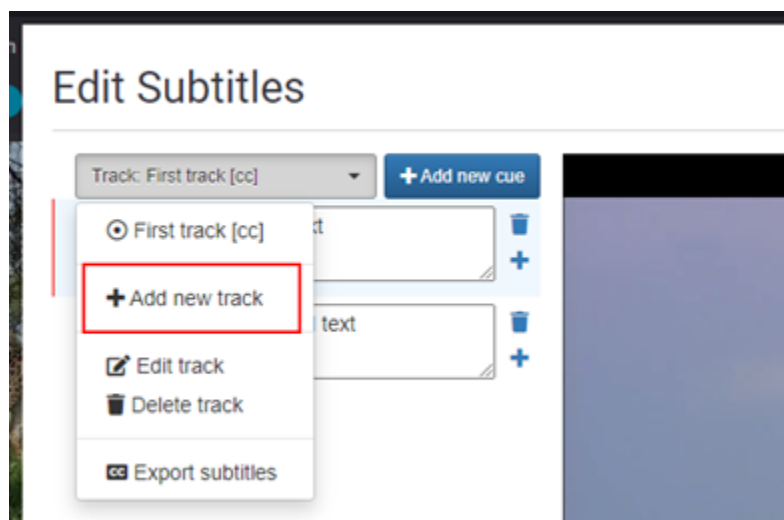 Edit Subtitles
Track: First track [cc]
Add new cue
First track [cc]
Add new track
text
Edit track
Delete track
Export subtitles